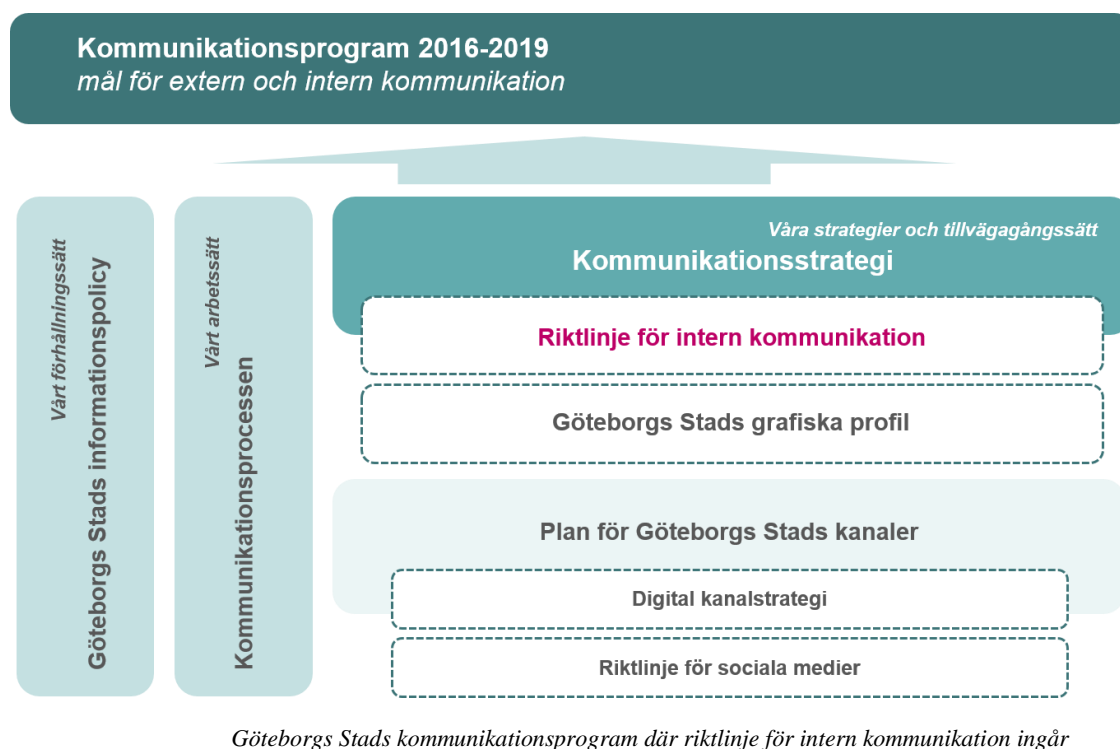 Kommunikationsprogram 2016-2019
mål för extern och intern kommunikation
Vårt förhållningssätt
Göteborgs Stads informationspolicy
Vårt arbetssätt
Kommunikationsprocessen
Våra strategier och tillvägagångssätt
Kommunikationsstrategi
Riktlinje för intern kommunikation
Göteborgs Stads grafiska profil
Plan för Göteborgs Stads kanaler
Digital kanalstrategi
Riktlinje för sociala medier
Göteborgs Stads kommunikationsprogram där riktlinje för intern kommunikation ingår